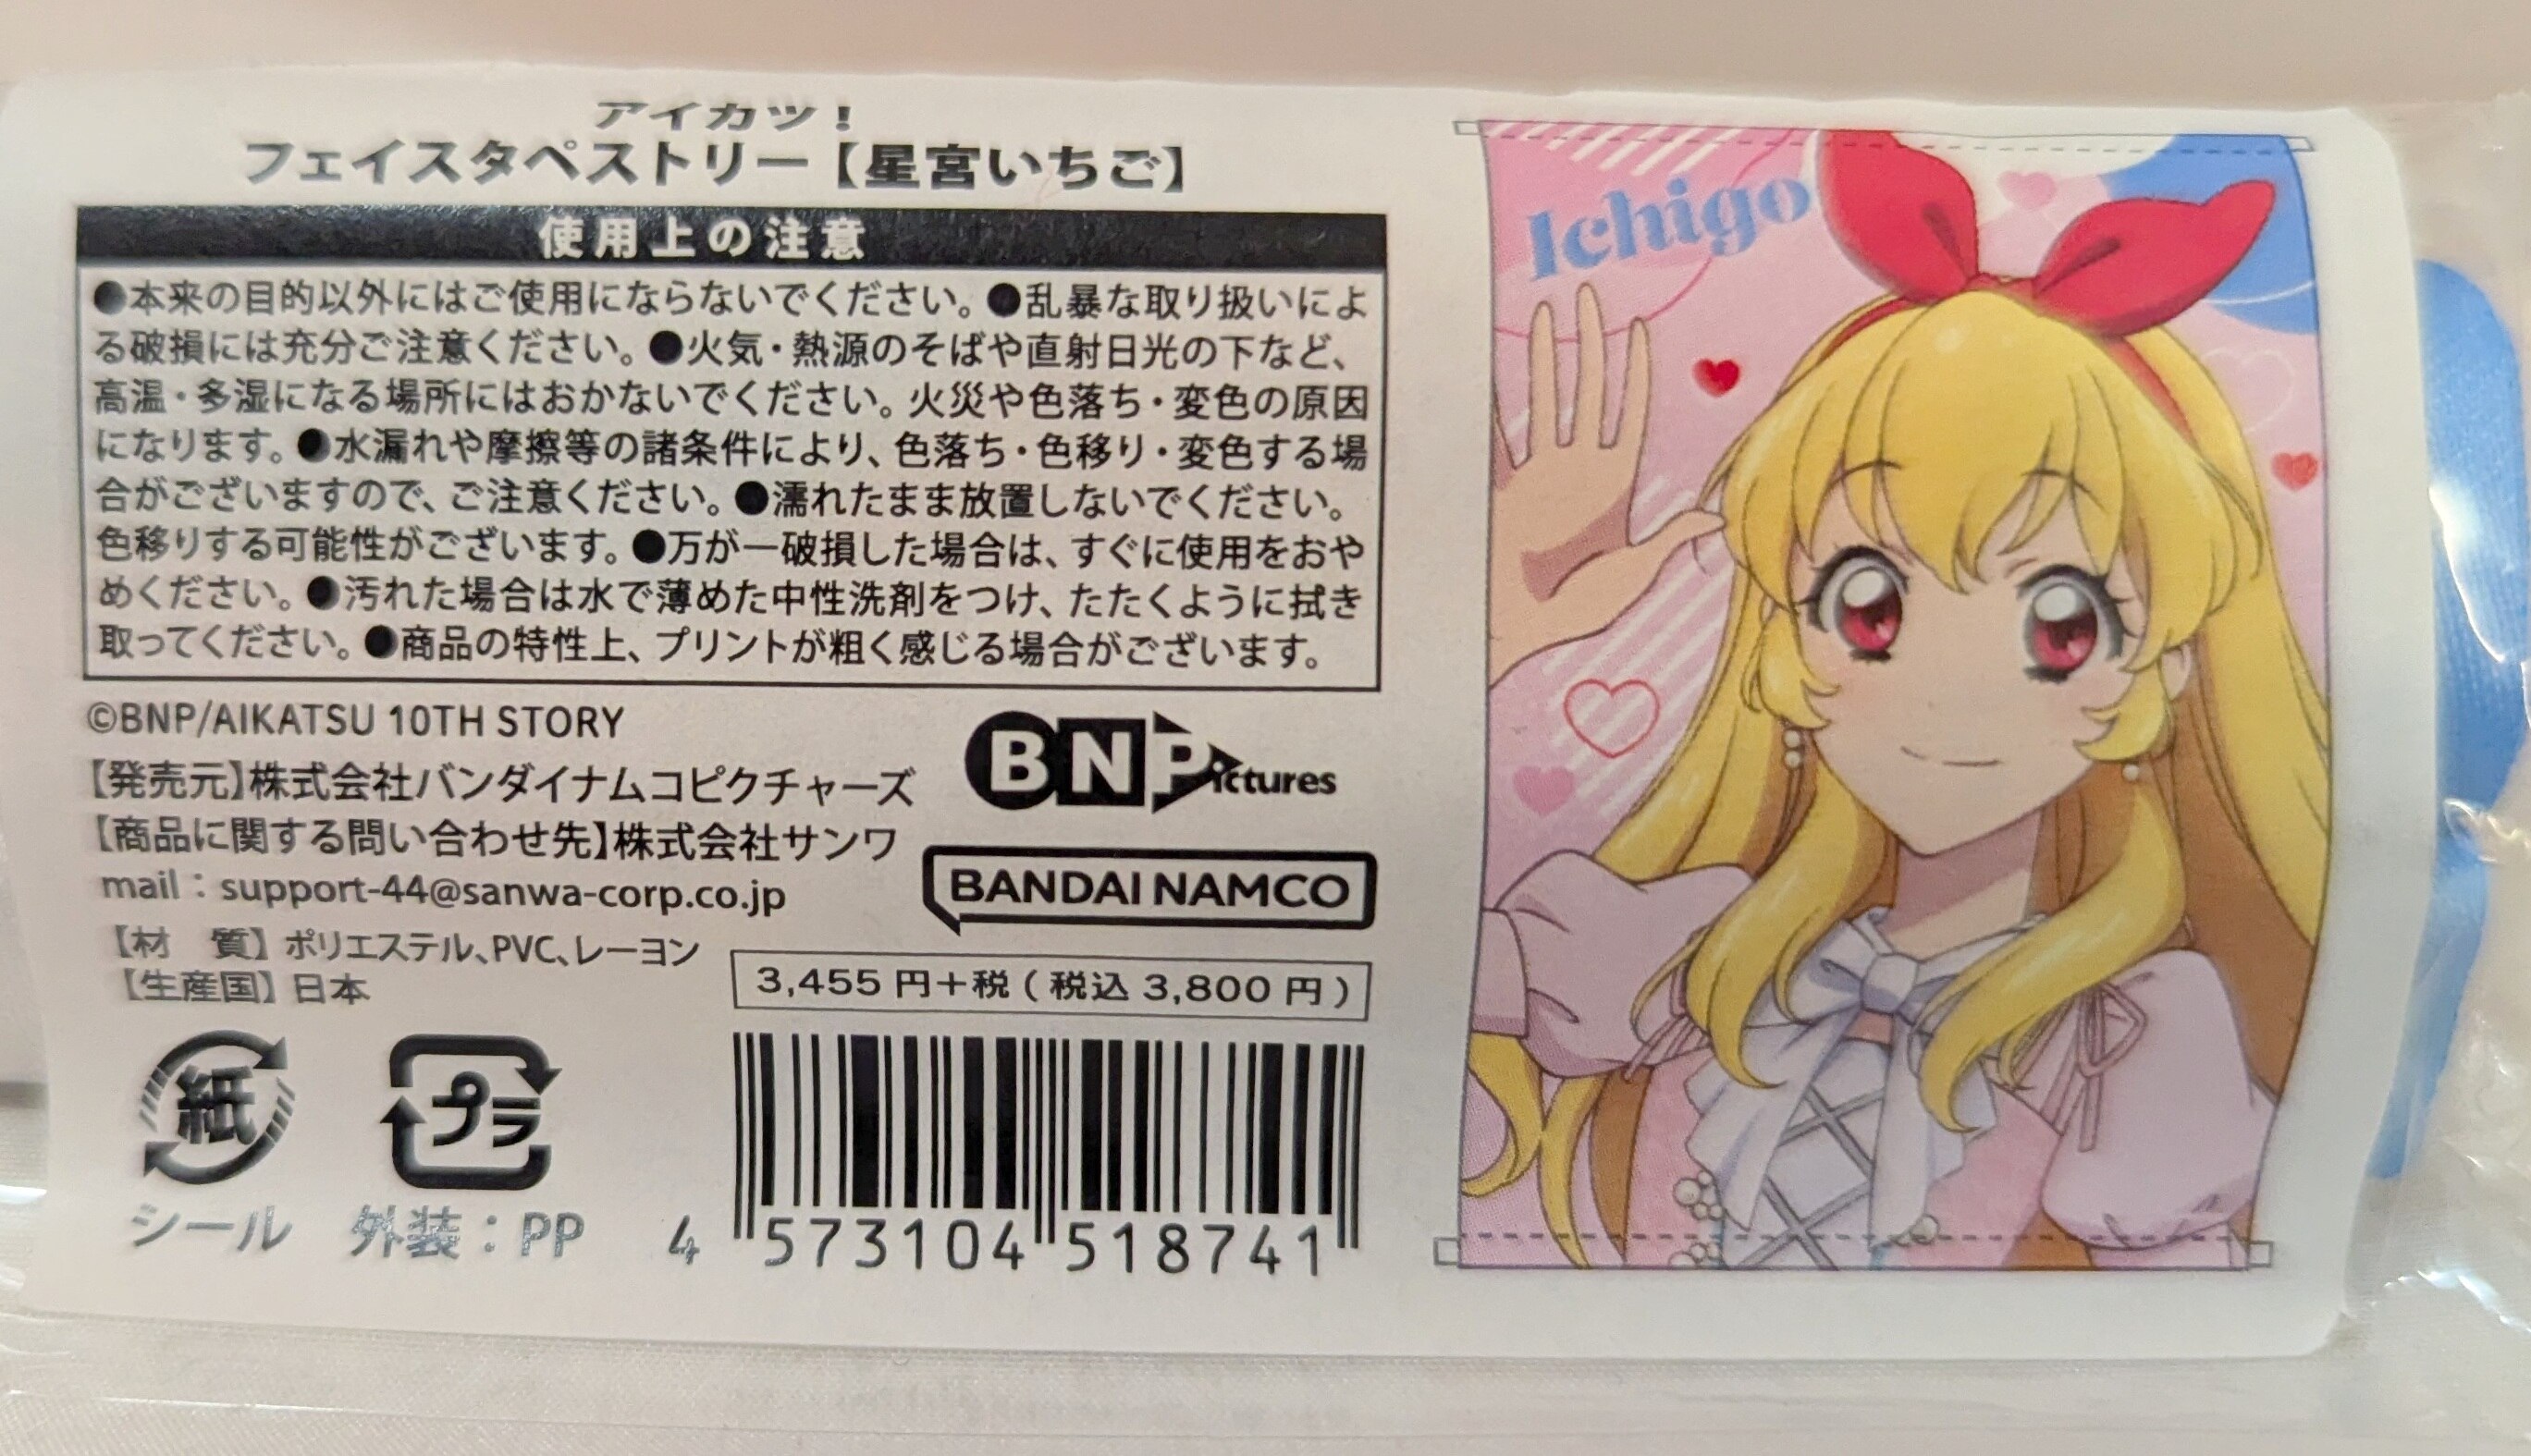 アイカツ！
フェイスタペストリー【星宮いちご】
使用上の注意
●本来の目的以外にはご使用にならないでください。●乱暴な取り扱いによ
る破損には充分ご注意ください。●火気・熱源のそばや直射日光の下など、
高温・多湿になる場所にはおかないでください。火災や色落ち・変色の原因
になります。●水漏れや摩擦等の諸条件により、色落ち・色移り・変色する場
合がございますので、ご注意ください。●濡れたまま放置しないでください。
色移りする可能性がございます。●万が一破損した場合は、すぐに使用をおや
めください。●汚れた場合は水で薄めた中性洗剤をつけ、たたくように拭き
取ってください。●商品の特性上、プリントが粗く感じる場合がございます。
©BNP/AIKATSU 10TH STORY
【発売元】株式会社バンダイナムコピクチャーズ
【商品に関する問い合わせ先】株式会社サンワ
mail：support-44@sanwa-corp.co.jp
【材　質】ポリエステル、PVC、レーヨン
【生産国】日本
BNPictures
BANDAI NAMCO
3,455円+税(税込3,800円)
紙
シール
プラ
外装：PP
4 573104 518741
Ichigo